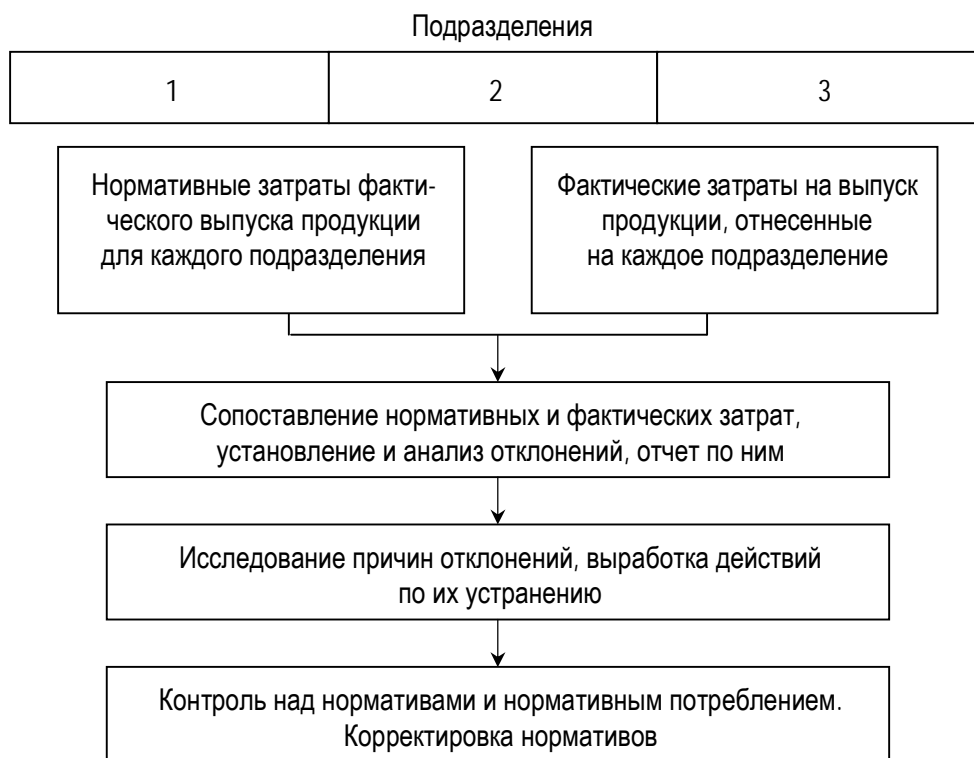 Подразделения
1 2 3
Нормативные затраты факти-
ческого выпуска продукции
для каждого подразделения
Фактические затраты на выпуск
продукции, отнесенные
на каждое подразделение
Сопоставление нормативных и фактических затрат,
установление и анализ отклонений, отчет по ним
Исследование причин отклонений, выработка действий
по их устранению
Контроль над нормативами и нормативным потреблением.
Корректировка нормативов